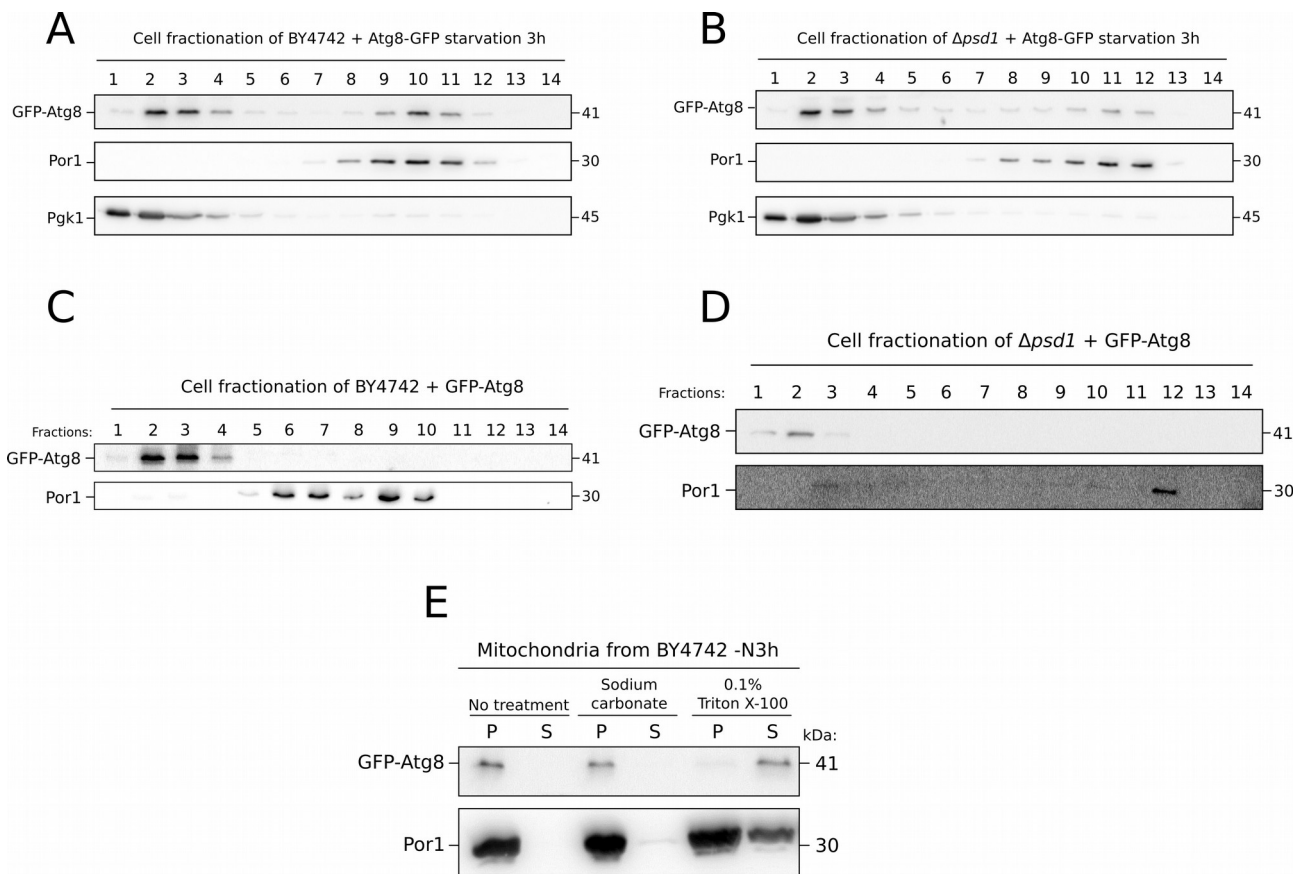 A
Cell fractionation of BY4742 + Atg8-GFP starvation 3h
1 2 3 4 5 6 7 8 9 10 11 12 13 14
GFP-Atg8 41
Por1 30
Pgk1 45
B
Cell fractionation of Δpsd1 + Atg8-GFP starvation 3h
1 2 3 4 5 6 7 8 9 10 11 12 13 14
GFP-Atg8 41
Por1 30
Pgk1 45
C
Cell fractionation of BY4742 + GFP-Atg8
Fractions: 1 2 3 4 5 6 7 8 9 10 11 12 13 14
GFP-Atg8 41
Por1 30
D
Cell fractionation of Δpsd1 + GFP-Atg8
Fractions: 1 2 3 4 5 6 7 8 9 10 11 12 13 14
GFP-Atg8 41
Por1 30
E
Mitochondria from BY4742 -N3h
No treatment Sodium carbonate 0.1% Triton X-100
P S P S P S kDa:
GFP-Atg8 41
Por1 30